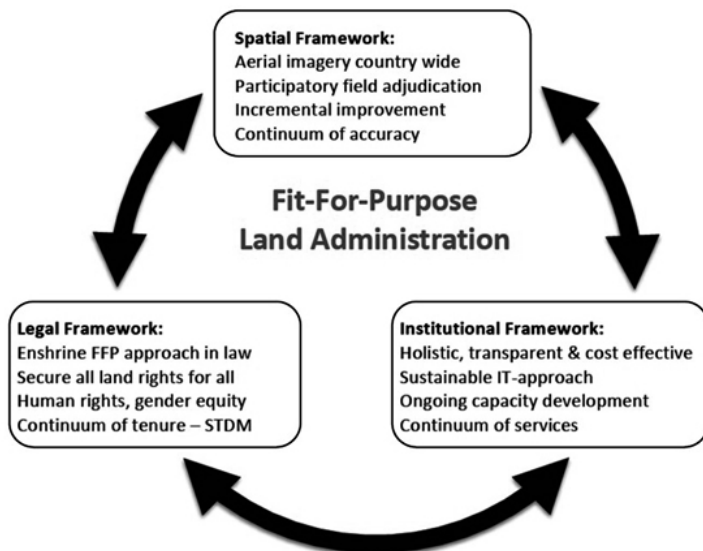 Spatial Framework:
Aerial imagery country wide
Participatory field adjudication
Incremental improvement
Continuum of accuracy
Fit-For-Purpose
Land Administration
Legal Framework:
Enshrine FFP approach in law
Secure all land rights for all
Human rights, gender equity
Continuum of tenure – STDM
Institutional Framework:
Holistic, transparent & cost effective
Sustainable IT-approach
Ongoing capacity development
Continuum of services